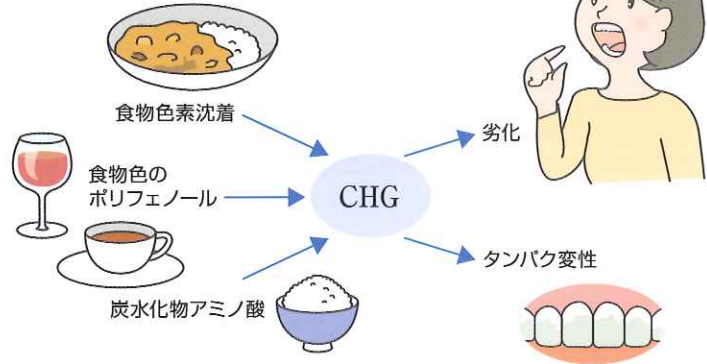 食物色素沈着
食物色の
ポリフェノール
炭水化物アミノ酸
CHG
劣化
タンパク変性